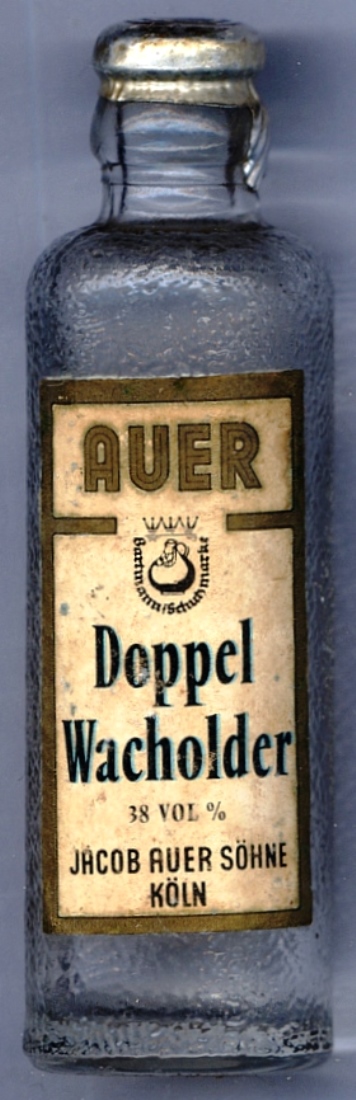 AUER
Bartmann/Schutzmarke
Doppel
Wacholder
38 VOL %
JACOB AUER SÖHNE
KÖLN